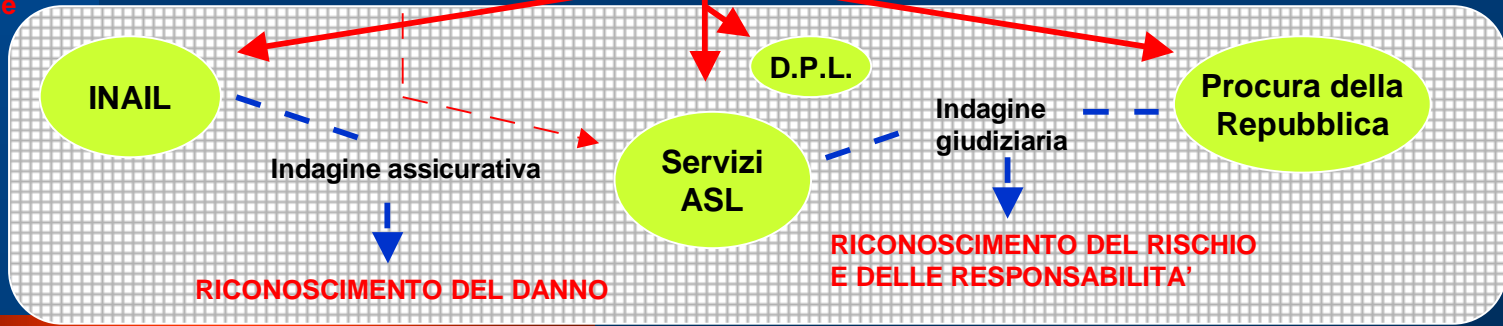 e
INAIL
D.P.L.
Procura della
Repubblica
Indagine
giudiziaria
Indagine assicurativa
Servizi
ASL
RICONOSCIMENTO DEL RISCHIO
E DELLE RESPONSABILITA’
RICONOSCIMENTO DEL DANNO